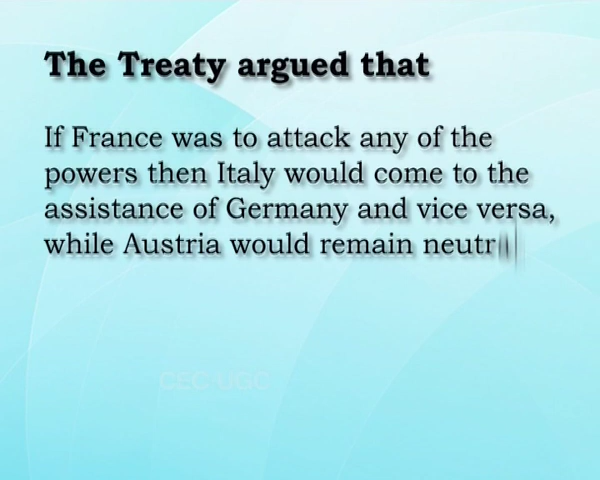 The Treaty argued that
If France was to attack any of the
powers then Italy would come to the
assistance of Germany and vice versa,
while Austria would remain neutr
CEC-UGC